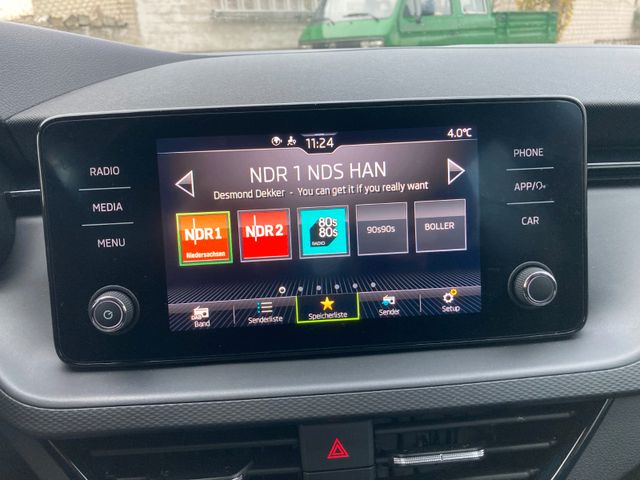 11:24
4.0°C
RADIO
MEDIA
MENU
NDR 1 NDS HAN
Desmond Dekker - You can get it if you really want
PHONE
APP/
CAR
NDR1
Niedersachsen
NDR2
80s
80s
RADIO
90s90s
BOLLER
Band
Senderliste
Speicherliste
Sender
Setup